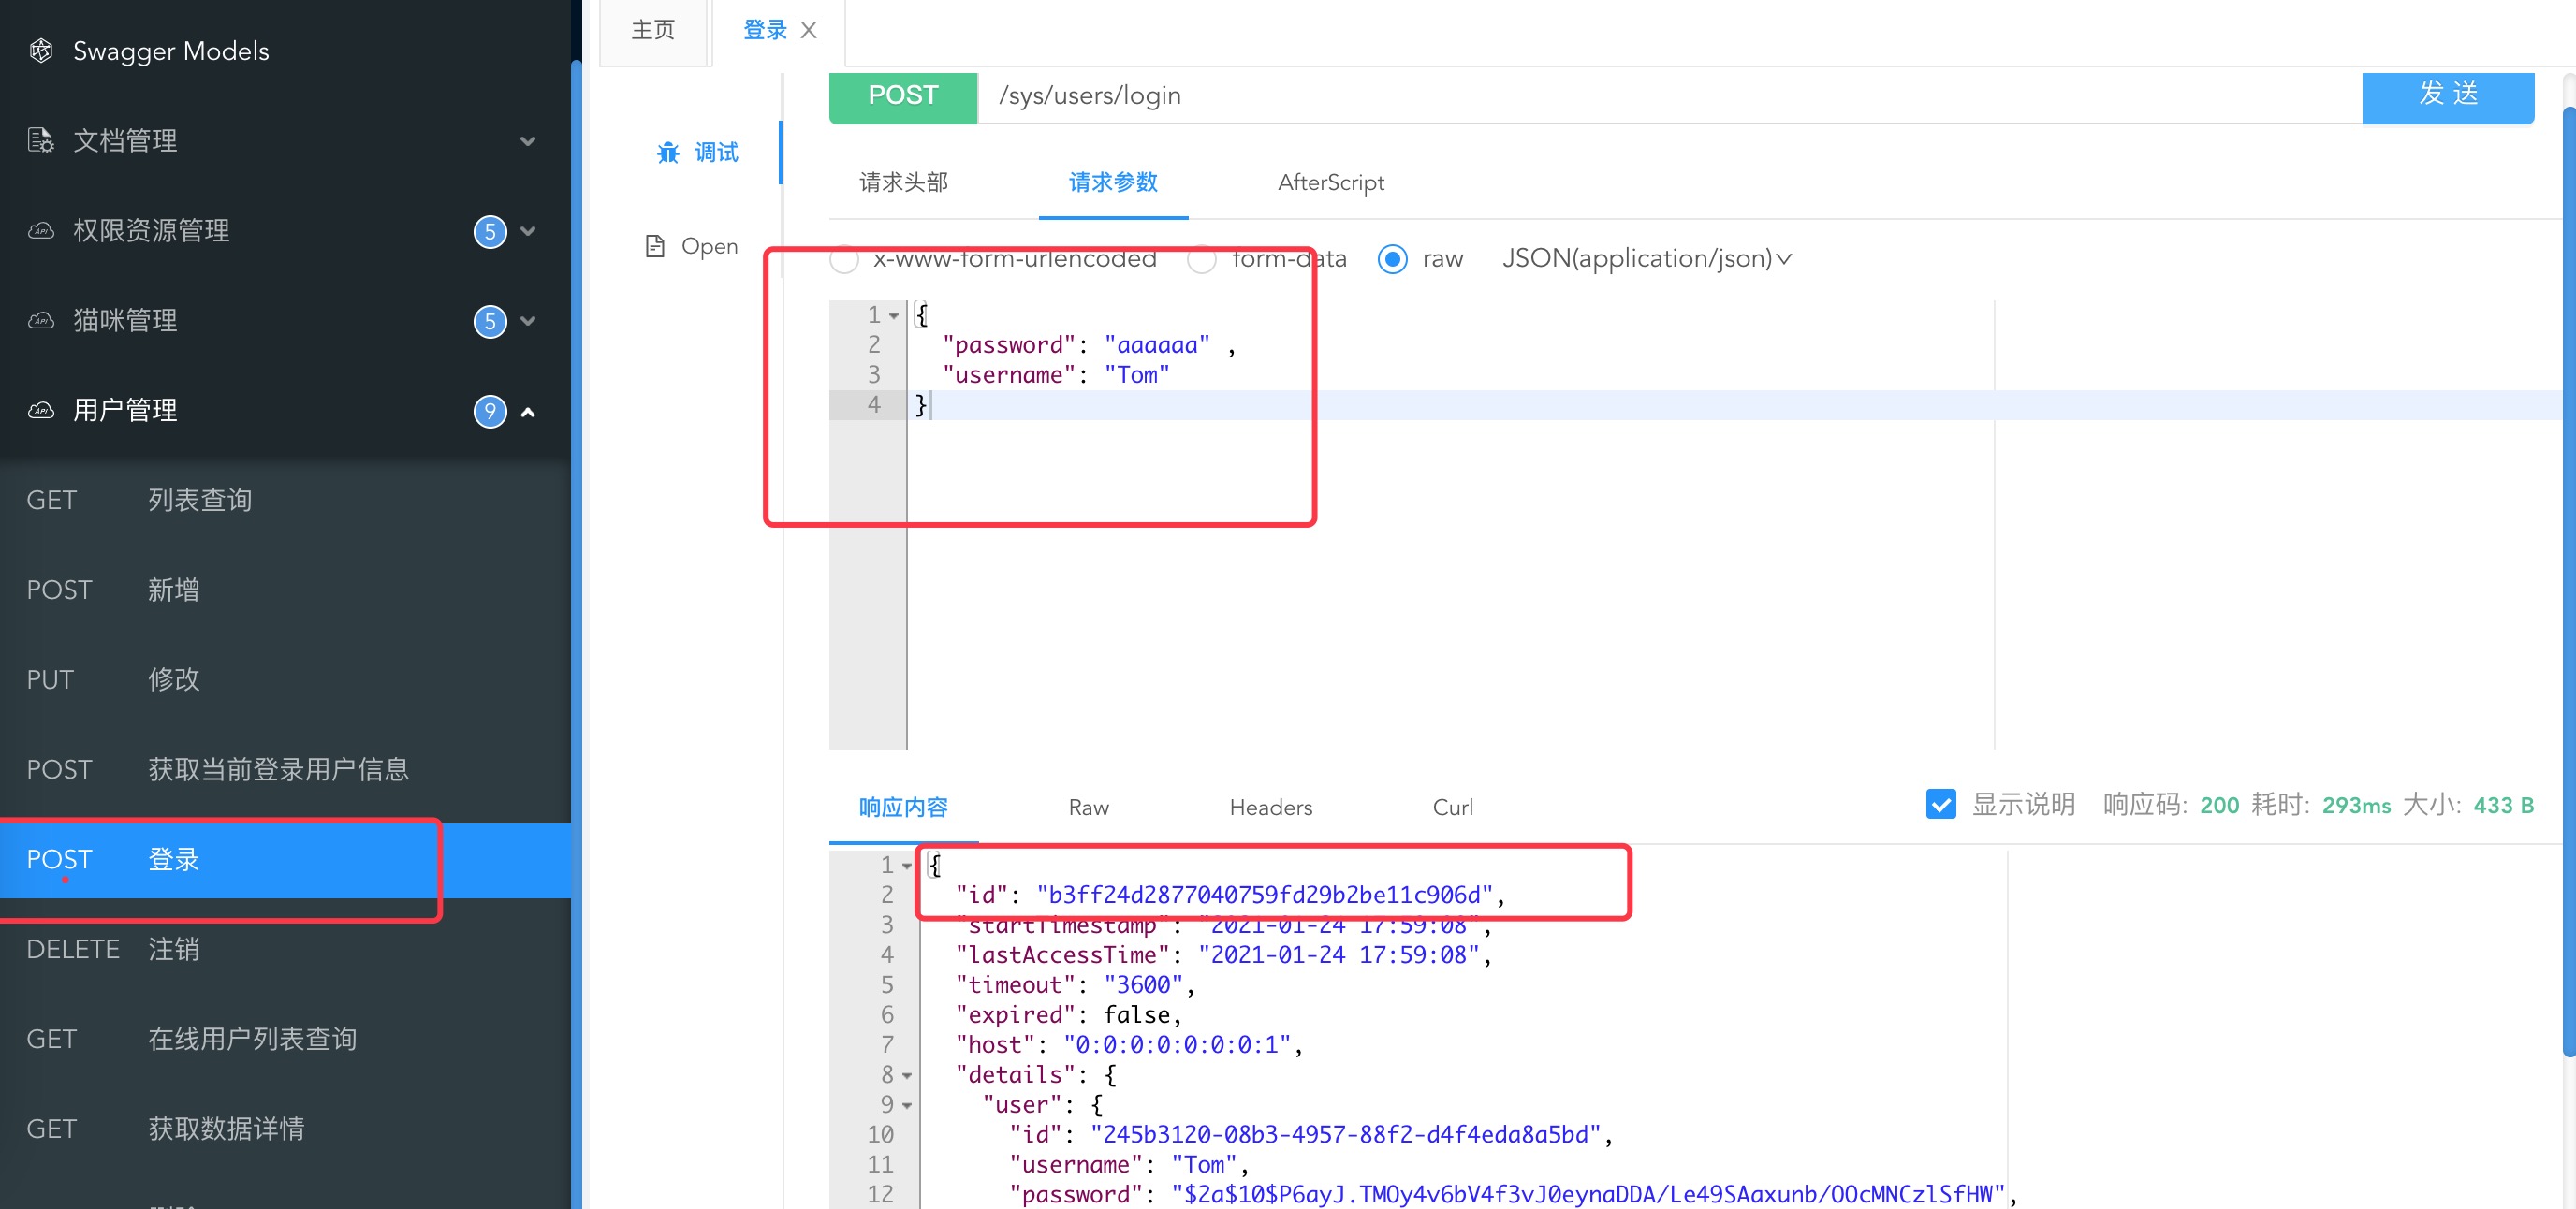 Swagger Models
文档管理
权限资源管理 5
猫咪管理 5
用户管理 9
GET 列表查询
POST 新增
PUT 修改
POST 获取当前登录用户信息
POST 登录
DELETE 注销
GET 在线用户列表查询
GET 获取数据详情
主页 登录
调试
Open
POST /sys/users/login 发 送
请求头部 请求参数 AfterScript
x-www-form-urlencoded form-data raw JSON(application/json)
1 {
2 "password": "aaaaaa" ,
3 "username": "Tom"
4 }
响应内容 Raw Headers Curl 显示说明 响应码: 200 耗时: 293ms 大小: 433 B
1 {
2 "id": "b3ff24d2877040759fd29b2be11c906d",
3 "startTimestamp": "2021-01-24 17:59:08",
4 "lastAccessTime": "2021-01-24 17:59:08",
5 "timeout": "3600",
6 "expired": false,
7 "host": "0:0:0:0:0:0:0:1",
8 "details": {
9 "user": {
10 "id": "245b3120-08b3-4957-88f2-d4f4eda8a5bd",
11 "username": "Tom",
12 "password": "$2a$10$P6ayJ.TMOy4v6bV4f3vJ0eynaDDA/Le49SAaxunb/OOcMNCzlSfHW",